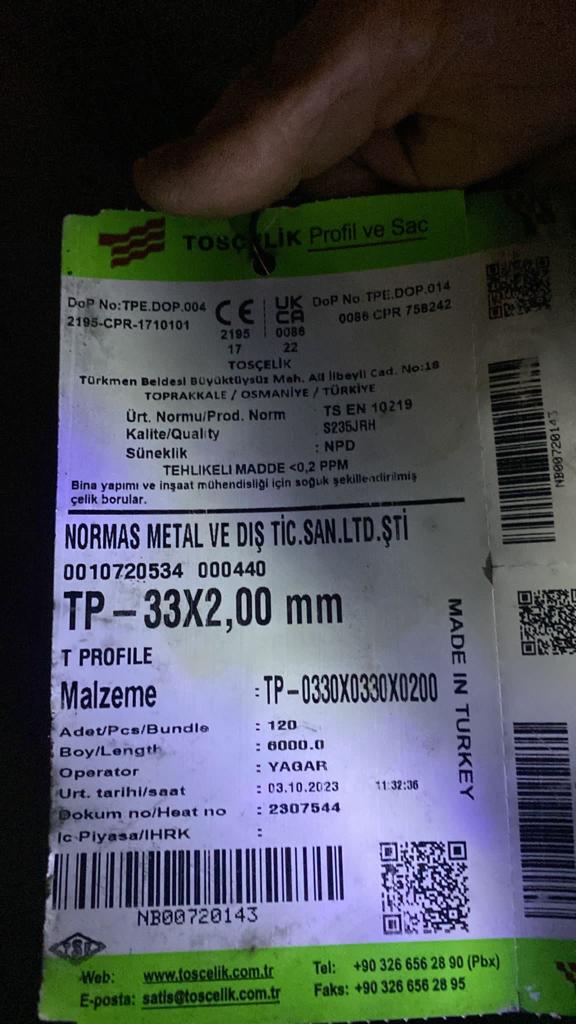 TOSÇELİK Profil ve Sac
DoP No:TPE.DOP.004
2195-CPR-1710101
CE
2195
17
UK
CA
0086
22
DoP No TPE.DOP.014
0086 CPR 758242
TOSÇELİK
Türkmen Beldesi Büyüktüysüz Mah. Ali İlbeyli Cad. No:18
TOPRAKKALE / OSMANİYE / TÜRKİYE
Ürt. Normu/Prod. Norm : TS EN 10219
Kalite/Quality : S235JRH
Süneklik : NPD
TEHLIKELI MADDE <0,2 PPM
Bina yapımı ve inşaat mühendisliği için soğuk şekillendirilmiş
çelik borular.
NORMAS METAL VE DIŞ TİC.SAN.LTD.ŞTİ
0010720534 000440
TP-33X2,00 mm
T PROFILE
Malzeme :TP-0330X0330X0200
Adet/Pcs/Bundle : 120
Boy/Length : 6000.0
Operator : YAGAR
Urt. tarihi/saat : 03.10.2023 11:32:36
Dokum no/Heat no : 2307544
Ic Piyasa/IHRK :
MADE IN TURKEY
NB00720143
TSE
Web: www.toscelik.com.tr
E-posta: satis@toscelik.com.tr
Tel: +90 326 656 28 90 (Pbx)
Faks: +90 326 656 28 95
NB00720143